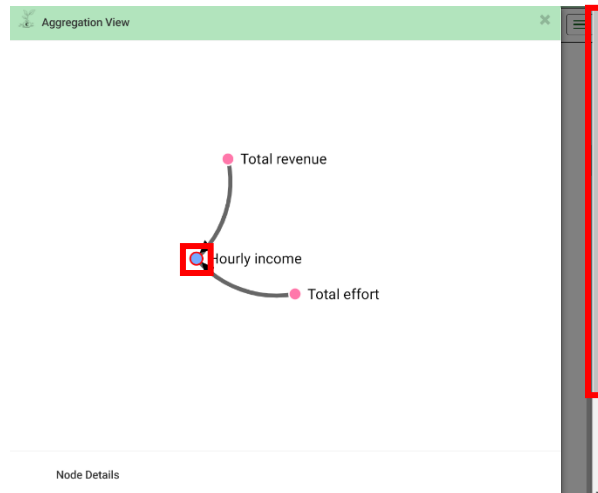 Aggregation View
Total revenue
Hourly income
Total effort
Node Details